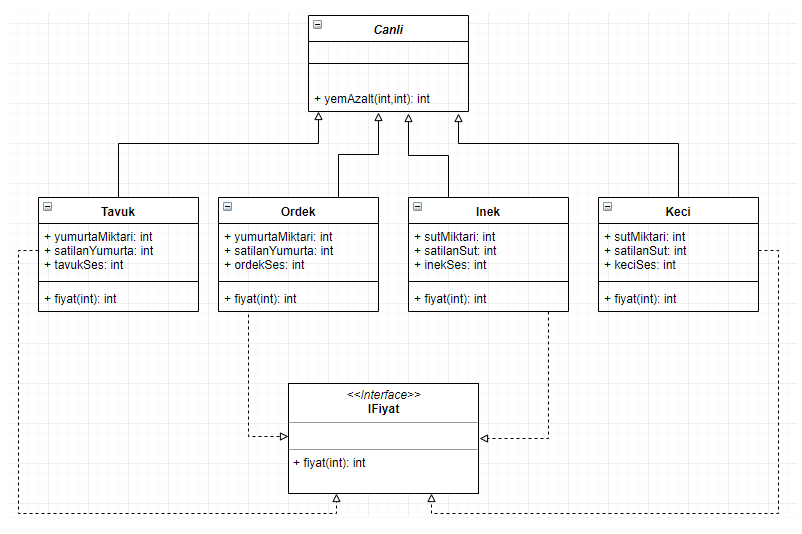 Canli
+ yemAzalt(int,int): int
Tavuk
+ yumurtaMiktari: int
+ satilanYumurta: int
+ tavukSes: int
+ fiyat(int): int
Ordek
+ yumurtaMiktari: int
+ satilanYumurta: int
+ ordekSes: int
+ fiyat(int): int
Inek
+ sutMiktari: int
+ satilanSut: int
+ inekSes: int
+ fiyat(int): int
Keci
+ sutMiktari: int
+ satilanSut: int
+ keciSes: int
+ fiyat(int): int
<<Interface>>
IFiyat
+ fiyat(int): int